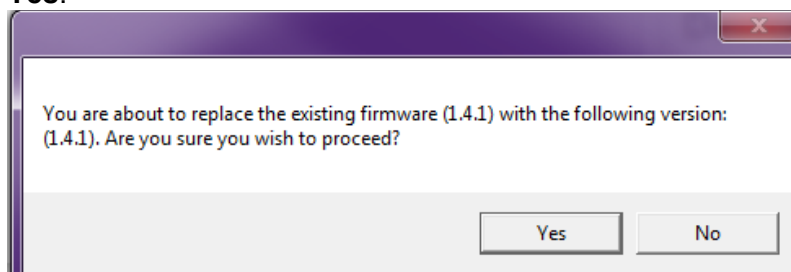 Yes.
You are about to replace the existing firmware (1.4.1) with the following version:
(1.4.1). Are you sure you wish to proceed?
Yes
No